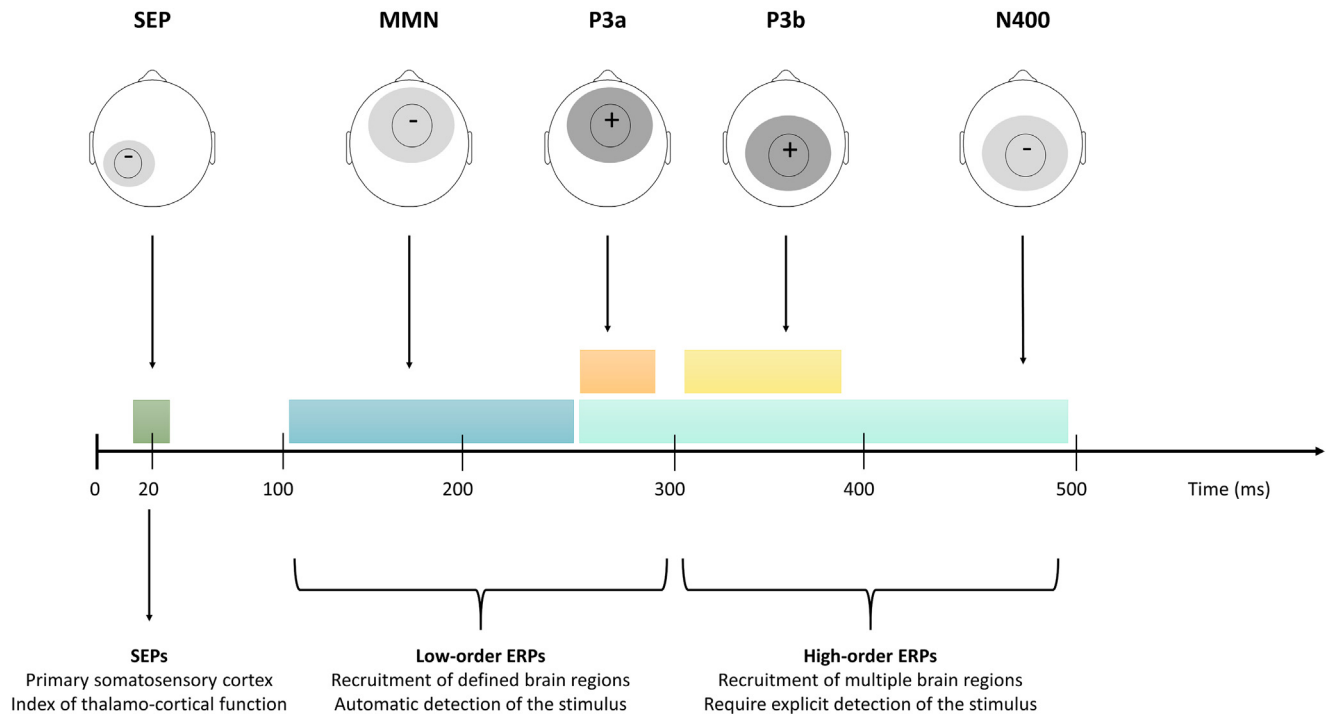 SEP MMN P3a P3b N400
- - + + -
0 20 100 200 300 400 500 Time (ms)
SEPs
Primary somatosensory cortex
Index of thalamo-cortical function
Low-order ERPs
Recruitment of defined brain regions
Automatic detection of the stimulus
High-order ERPs
Recruitment of multiple brain regions
Require explicit detection of the stimulus